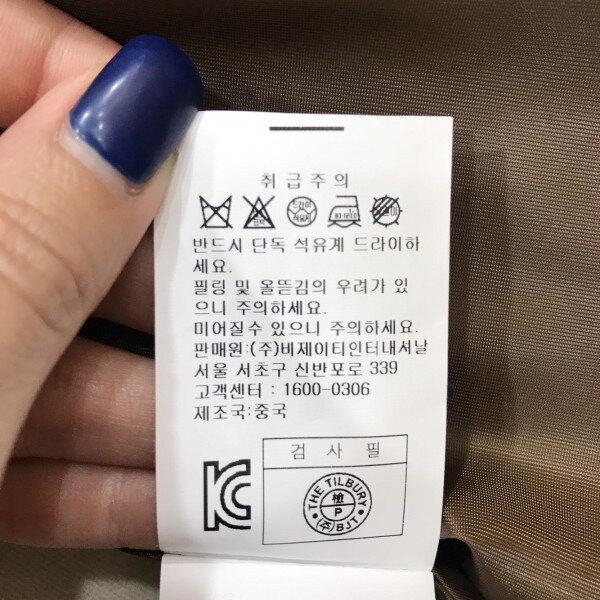 취급주의
반드시 단독 석유계 드라이하
세요.
필링 및 올뜯김의 우려가 있
으니 주의하세요.
미어질수 있으니 주의하세요.
판매원:(주)비제이티인터내셔날
서울 서초구 신반포로 339
고객센터 : 1600-0306
제조국:중국
검 사 필
THE TILBURY
檢
P
(주)BJT